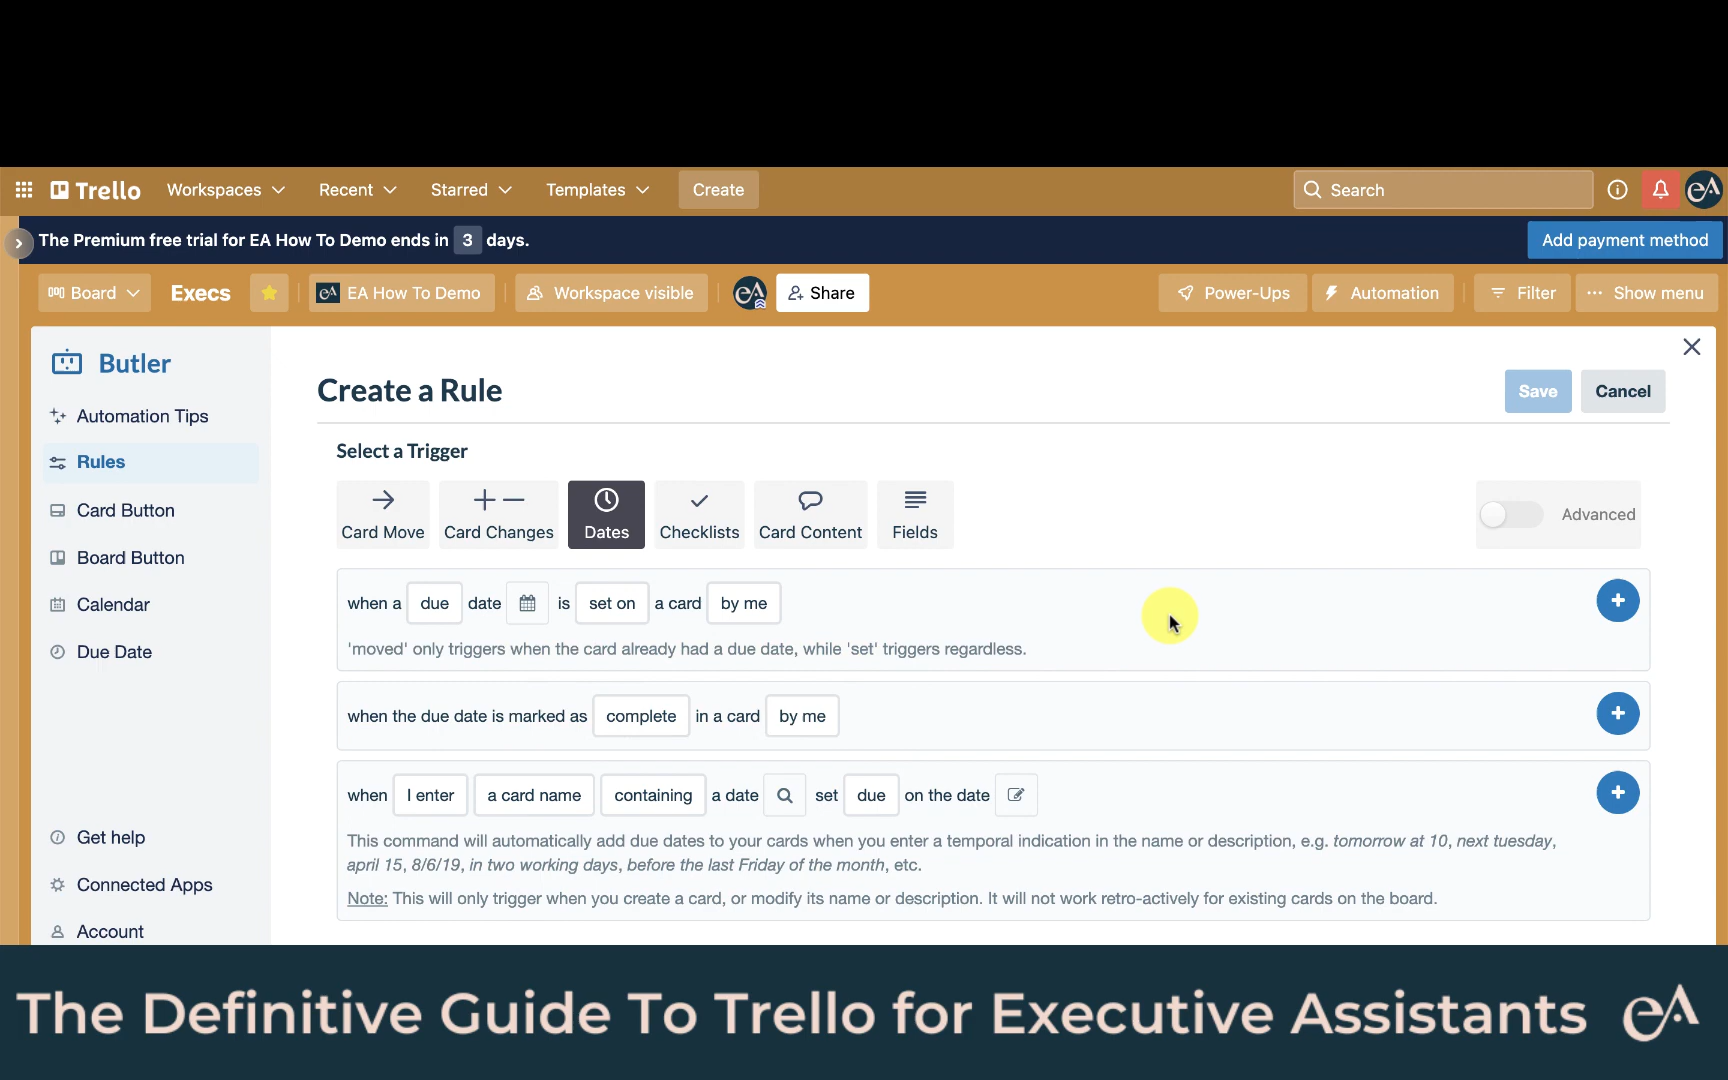 Trello Workspaces Recent Starred Templates Create Search eA
The Premium free trial for EA How To Demo ends in 3 days. Add payment method
Board Execs eA EA How To Demo Workspace visible eA Share Power-Ups Automation Filter Show menu
Butler
Automation Tips
Rules
Card Button
Board Button
Calendar
Due Date
Get help
Connected Apps
Account
Create a Rule Save Cancel
Select a Trigger
Card Move Card Changes Dates Checklists Card Content Fields Advanced
when a due date is set on a card by me
'moved' only triggers when the card already had a due date, while 'set' triggers regardless.
when the due date is marked as complete in a card by me
when I enter a card name containing a date set due on the date
This command will automatically add due dates to your cards when you enter a temporal indication in the name or description, e.g. tomorrow at 10, next tuesday,
april 15, 8/6/19, in two working days, before the last Friday of the month, etc.
Note: This will only trigger when you create a card, or modify its name or description. It will not work retro-actively for existing cards on the board.
The Definitive Guide To Trello for Executive Assistants eA